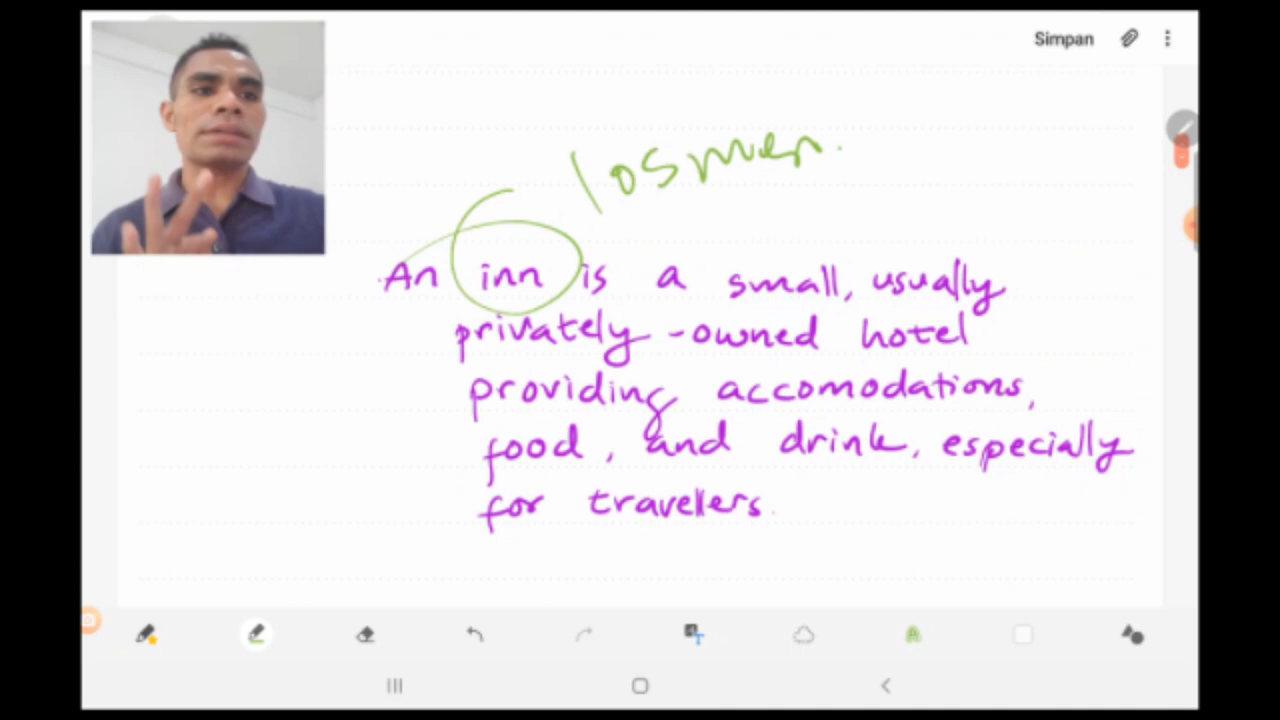 Simpan
losmen.
An inn is a small, usually
privately-owned hotel
providing accomodations,
food, and drink, especially
for travellers.